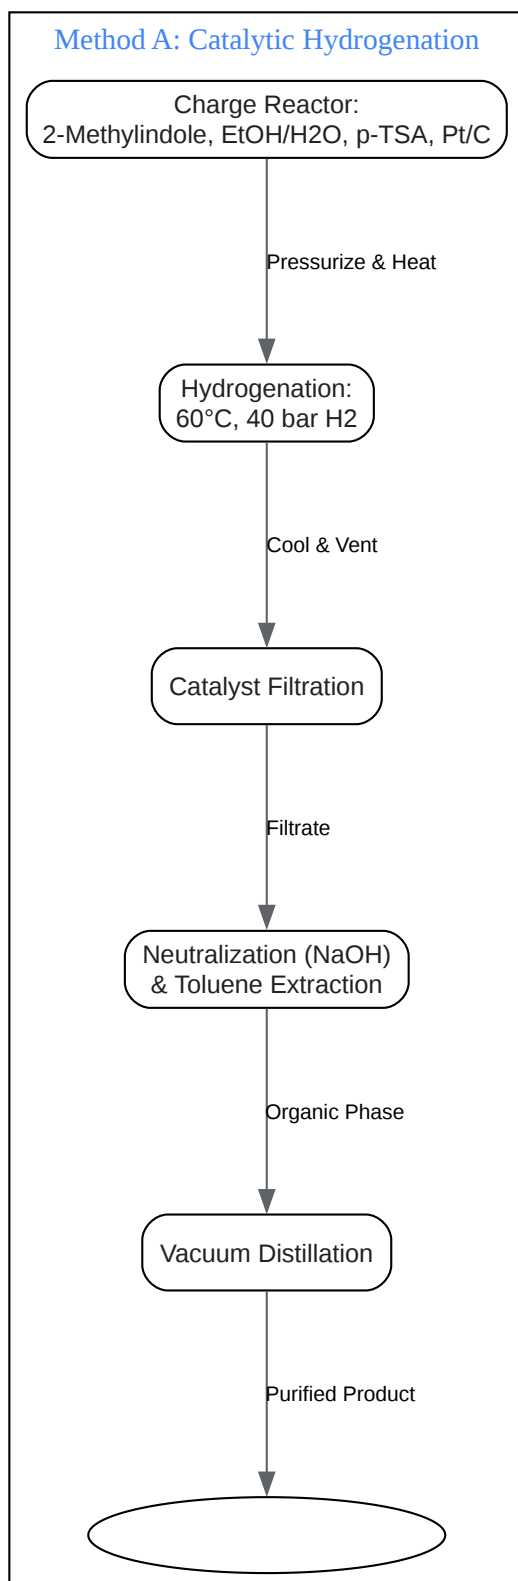 Method A: Catalytic Hydrogenation
Charge Reactor:
2-Methylindole, EtOH/H2O, p-TSA, Pt/C
Pressurize & Heat
Hydrogenation:
60°C, 40 bar H2
Cool & Vent
Catalyst Filtration
Filtrate
Neutralization (NaOH)
& Toluene Extraction
Organic Phase
Vacuum Distillation
Purified Product